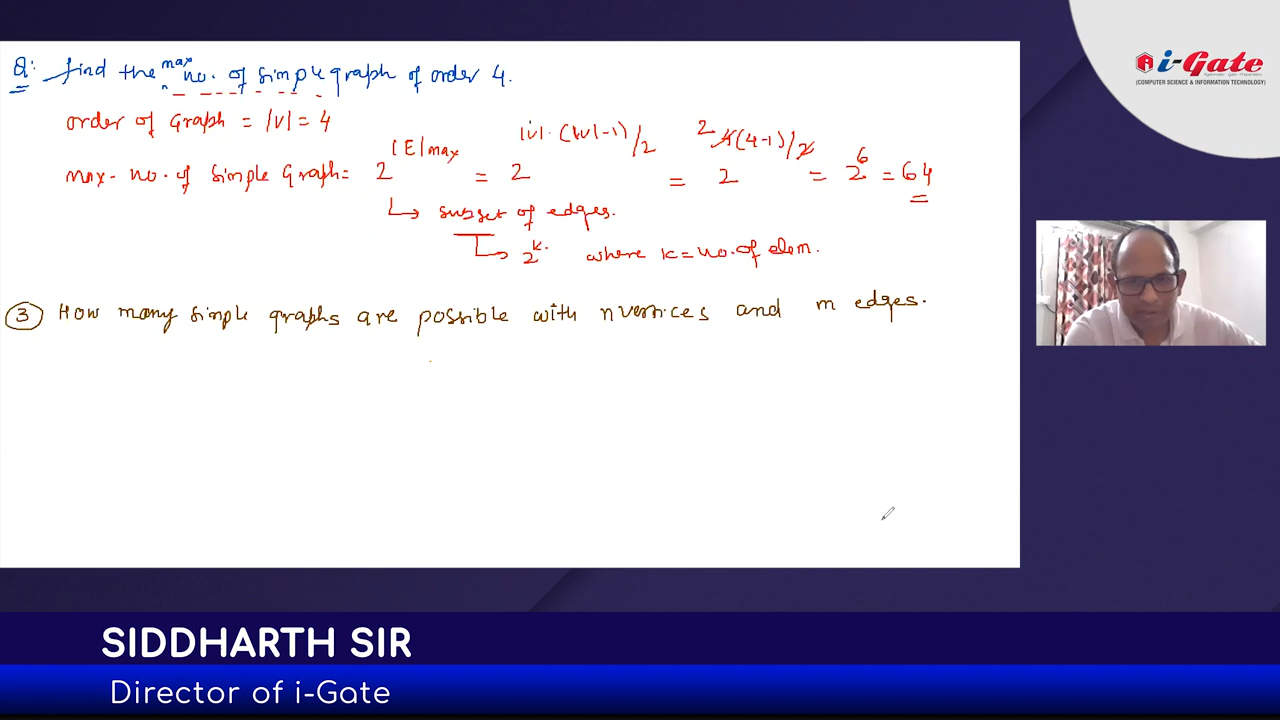 Q: find the max no. of simple graph of order 4.
order of Graph = |V| = 4
max. no. of Simple Graph = 2^|E|max = 2^|V|·(|V|-1)/2 = 2^4(4-1)/2 = 2^6 = 64
2
↳ subset of edges.
↳ 2^k. where k = no. of elem.
③ How many simple graphs are possible with n vertices and m edges.
i-Gate
(COMPUTER SCIENCE & INFORMATION TECHNOLOGY)
SIDDHARTH SIR
Director of i-Gate